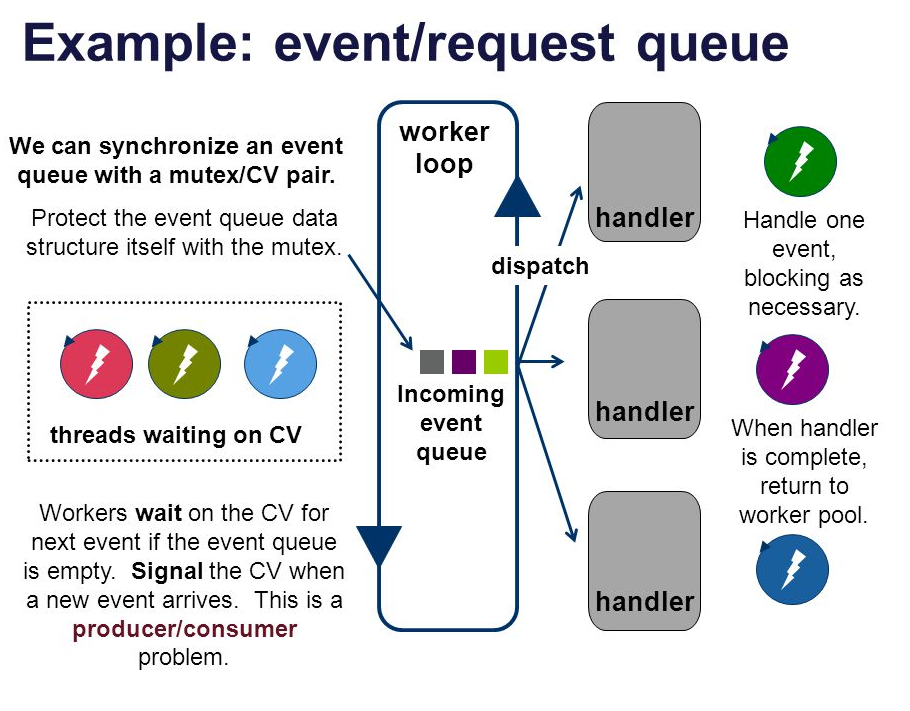 Example: event/request queue
We can synchronize an event
queue with a mutex/CV pair.
Protect the event queue data
structure itself with the mutex.
threads waiting on CV
Workers wait on the CV for
next event if the event queue
is empty.  Signal the CV when
a new event arrives.  This is a
producer/consumer
problem.
worker
loop
dispatch
Incoming
event
queue
handler
handler
handler
Handle one
event,
blocking as
necessary.
When handler
is complete,
return to
worker pool.